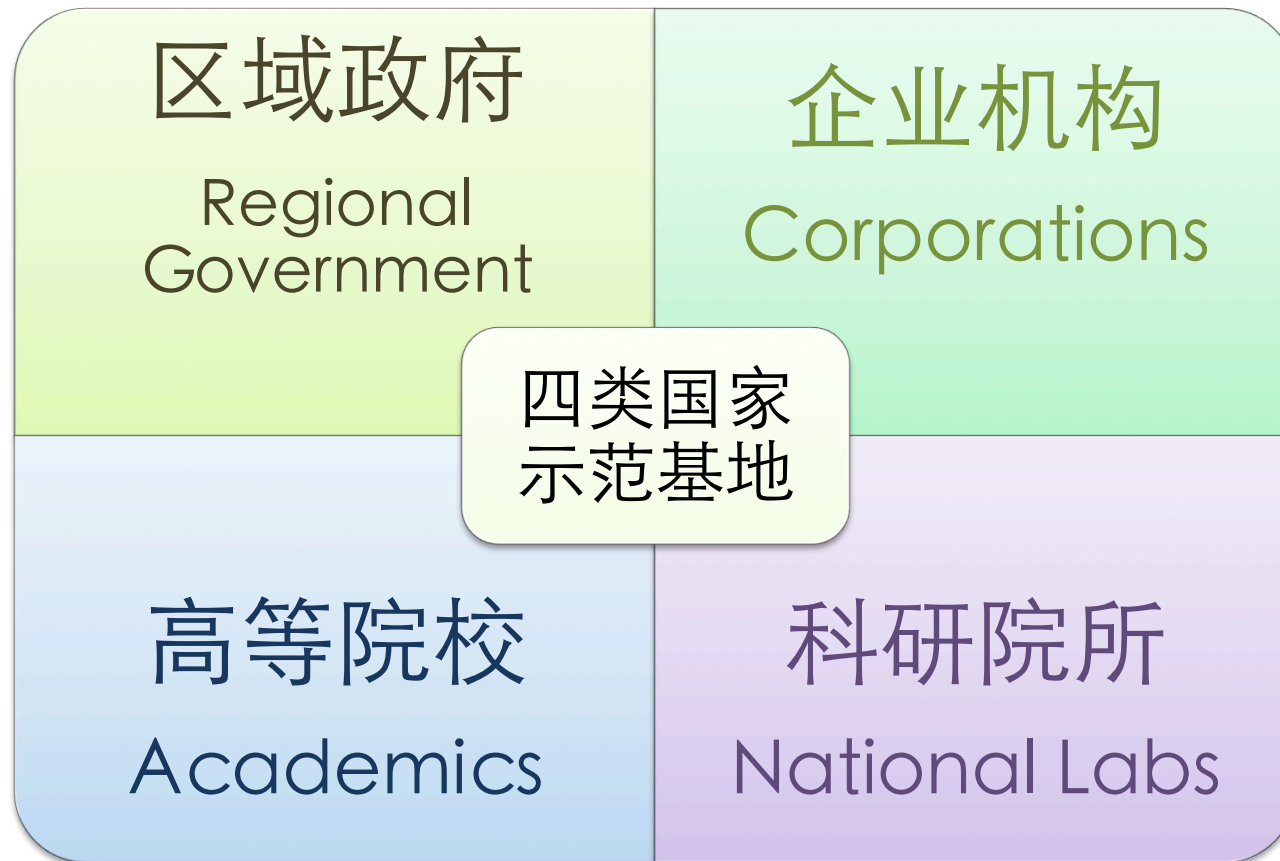 区域政府
Regional
Government
企业机构
Corporations
四类国家
示范基地
高等院校
Academics
科研院所
National Labs